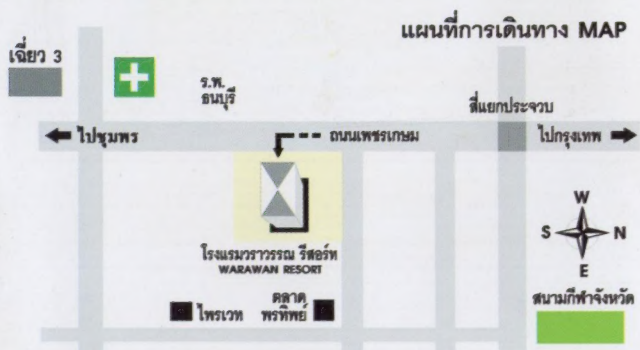 แผนที่การเดินทาง MAP
เฉี่ยว 3
ร.พ.
ธนบุรี
สี่แยกประจวบ
ไปชุมพร
ถนนเพชรเกษม
ไปกรุงเทพ
W
S
N
E
โรงแรมวราวรรณ รีสอร์ท
WARAWAN RESORT
ไพรเวท
ตลาด
พรทิพย์
สนามกีฬาจังหวัด